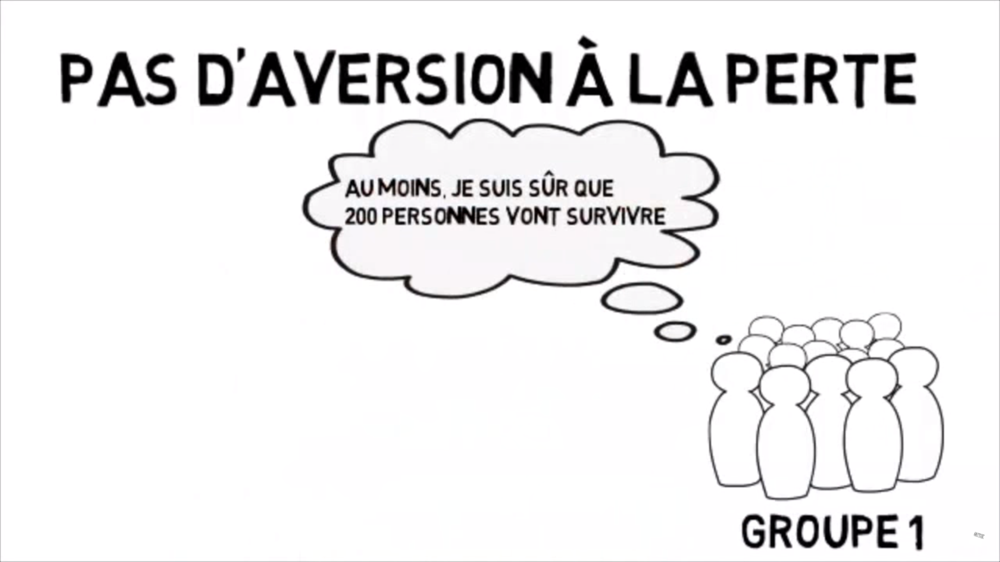 PAS D'AVERSION À LA PERTE
AU MOINS, JE SUIS SÛR QUE
200 PERSONNES VONT SURVIVRE
GROUPE 1